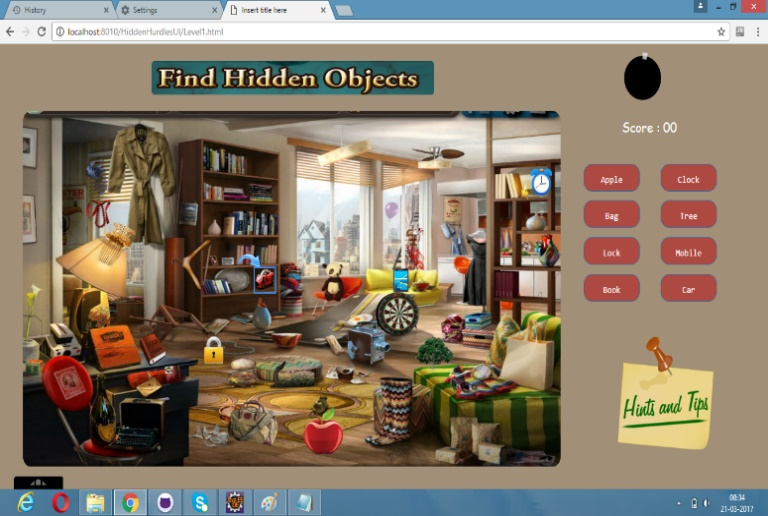 History
Settings
Insert title here
localhost:8010/HiddenHurdlesUI/Level1.html
Find Hidden Objects
Score : 00
Apple
Clock
Bag
Tree
Lock
Mobile
Book
Car
Hints and Tips
08:34
21-03-2017